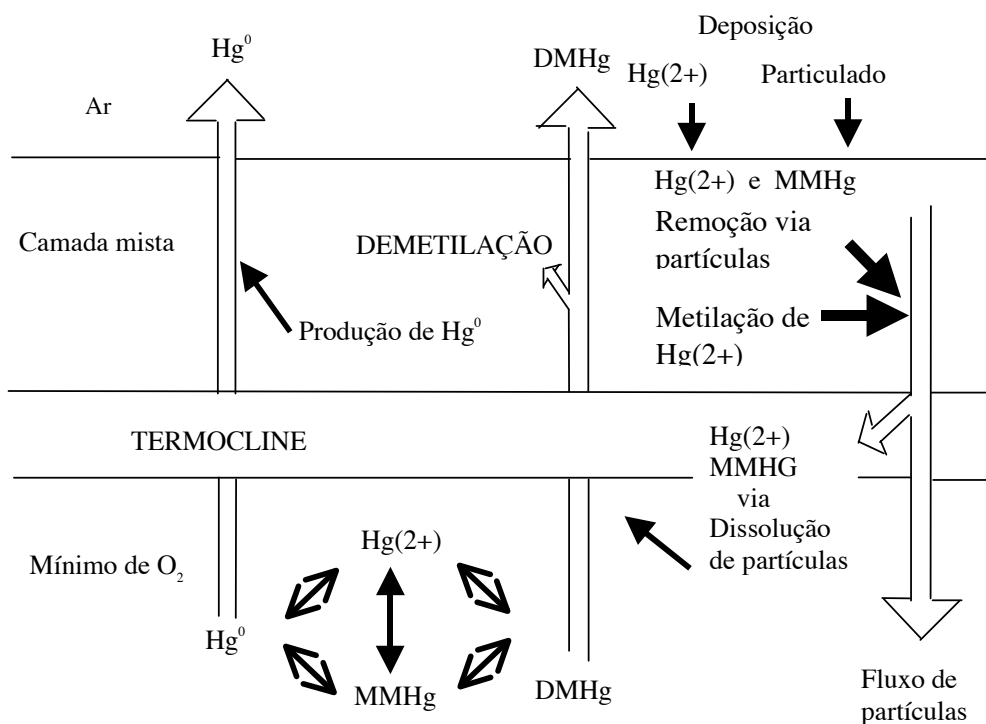 Hg⁰
DMHg
Deposição
Hg(2+)
Particulado
Ar
Hg(2+) e MMHg
Remoção via
partículas
Camada mista
DEMETILAÇÃO
Produção de Hg⁰
Metilação de
Hg(2+)
TERMOCLINE
Hg(2+)
MMHG
via
Dissolução
de partículas
Mínimo de O₂
Hg(2+)
Hg⁰
MMHg
DMHg
Fluxo de
partículas